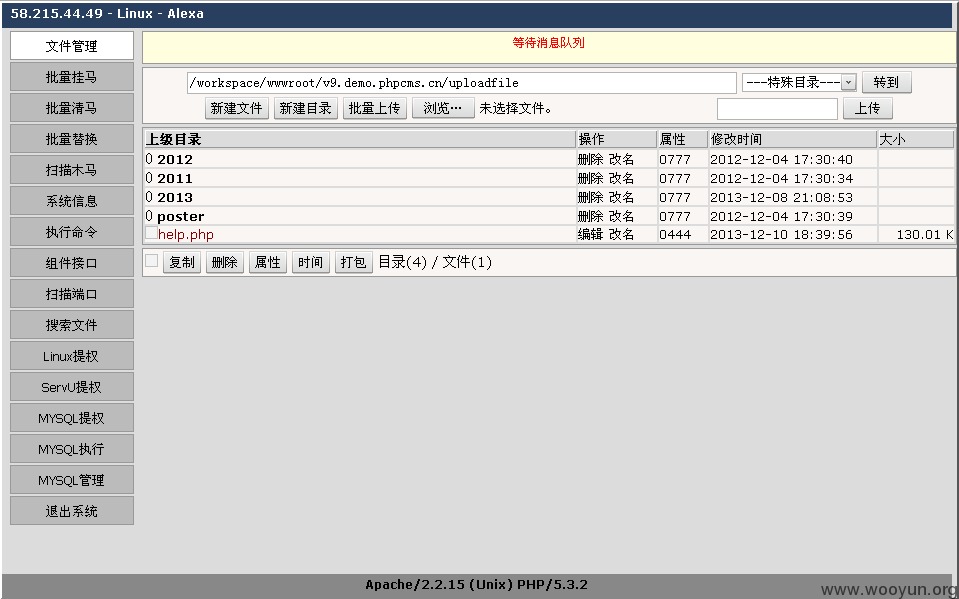 58.215.44.49 - Linux - Alexa
文件管理
批量挂马
批量清马
批量替换
扫描木马
系统信息
执行命令
组件接口
扫描端口
搜索文件
Linux提权
ServU提权
MYSQL提权
MYSQL执行
MYSQL管理
退出系统
等待消息队列
/workspace/wwwroot/v9.demo.phpcms.cn/uploadfile ---特殊目录--- 转到
新建文件 新建目录 批量上传 浏览… 未选择文件。 上传
上级目录 操作 属性 修改时间 大小
0 2012 删除 改名 0777 2012-12-04 17:30:40
0 2011 删除 改名 0777 2012-12-04 17:30:34
0 2013 删除 改名 0777 2013-12-08 21:08:53
0 poster 删除 改名 0777 2012-12-04 17:30:39
help.php 编辑 改名 0444 2013-12-10 18:39:56 130.01 K
复制 删除 属性 时间 打包 目录(4) / 文件(1)
Apache/2.2.15 (Unix) PHP/5.3.2
www.wooyun.org